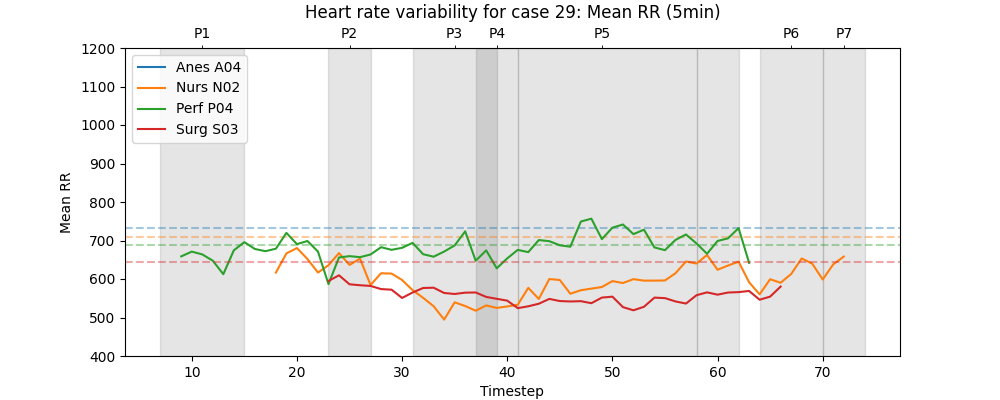 Heart rate variability for case 29: Mean RR (5min)
P1 P2 P3 P4 P5 P6 P7
1200
1100
1000
900
800
700
600
500
400
Mean RR
Anes A04
Nurs N02
Perf P04
Surg S03
10 20 30 40 50 60 70
Timestep